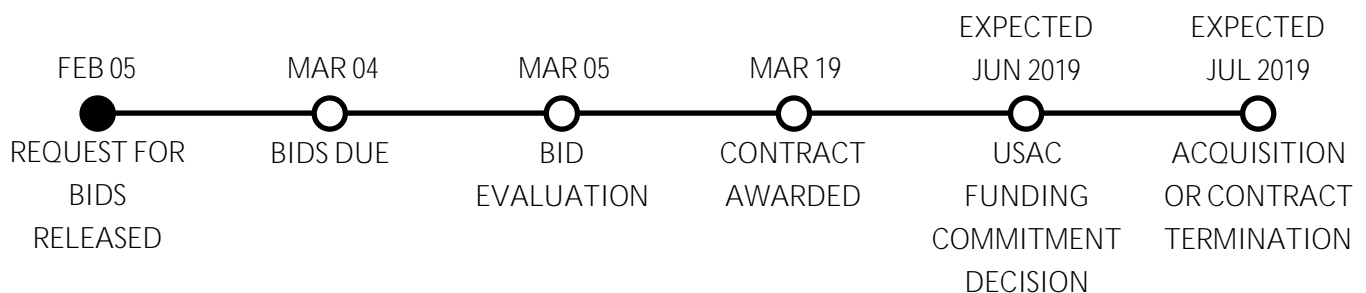 FEB 05
REQUEST FOR
BIDS
RELEASED
MAR 04
BIDS DUE
MAR 05
BID
EVALUATION
MAR 19
CONTRACT
AWARDED
EXPECTED
JUN 2019
USAC
FUNDING
COMMITMENT
DECISION
EXPECTED
JUL 2019
ACQUISITION
OR CONTRACT
TERMINATION